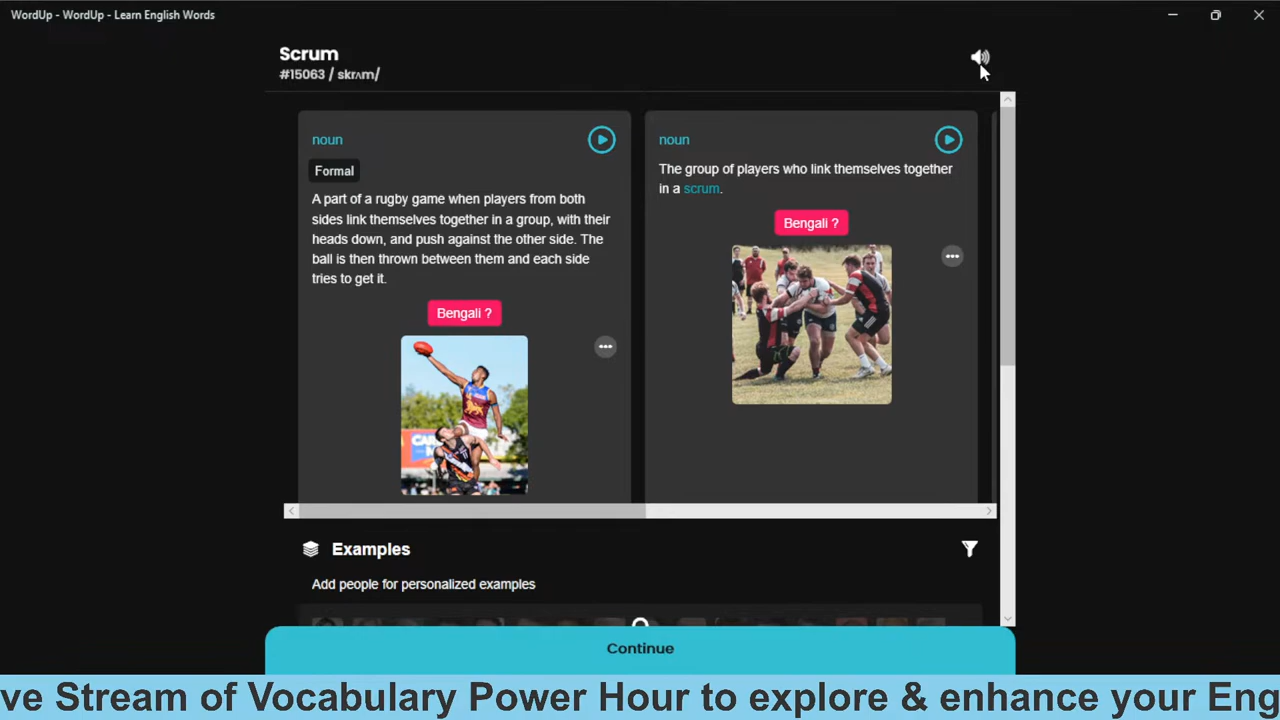 WordUp - WordUp - Learn English Words
Scrum
#15063 / skrʌm/
noun
Formal
A part of a rugby game when players from both
sides link themselves together in a group, with their
heads down, and push against the other side. The
ball is then thrown between them and each side
tries to get it.
Bengali ?
noun
The group of players who link themselves together
in a scrum.
Bengali ?
Examples
Add people for personalized examples
Continue
ve Stream of Vocabulary Power Hour to explore & enhance your Eng